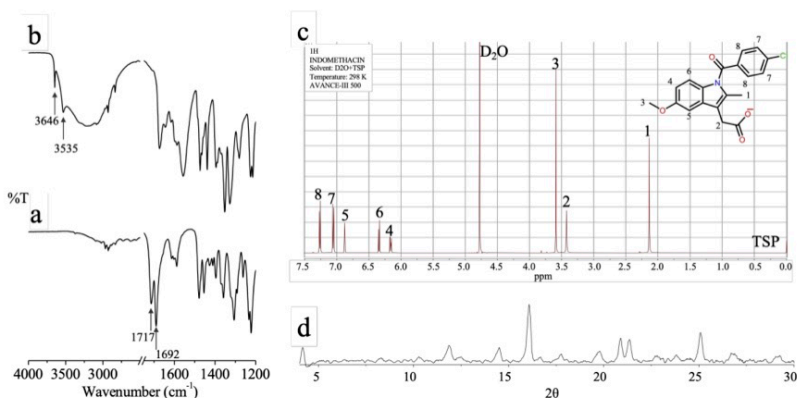 b
3646
3535
%T
a
1717
1692
4000 3500 3000 1600 1400 1200
Wavenumber (cm-1)
c
1H
INDOMETHACIN
Solvent: D2O+TSP
Temperature: 298 K
AVANCE-III 500
D2O
3
1
2
8
7
5
6
4
TSP
7.5 7.0 6.5 6.0 5.5 5.0 4.5 4.0 3.5 3.0 2.5 2.0 1.5 1.0 0.5 0.0
ppm
O
7
Cl
8
6
7
N
8
4
1
3
O
5
2
O-
O
d
5 10 15 20 25 30
2θ